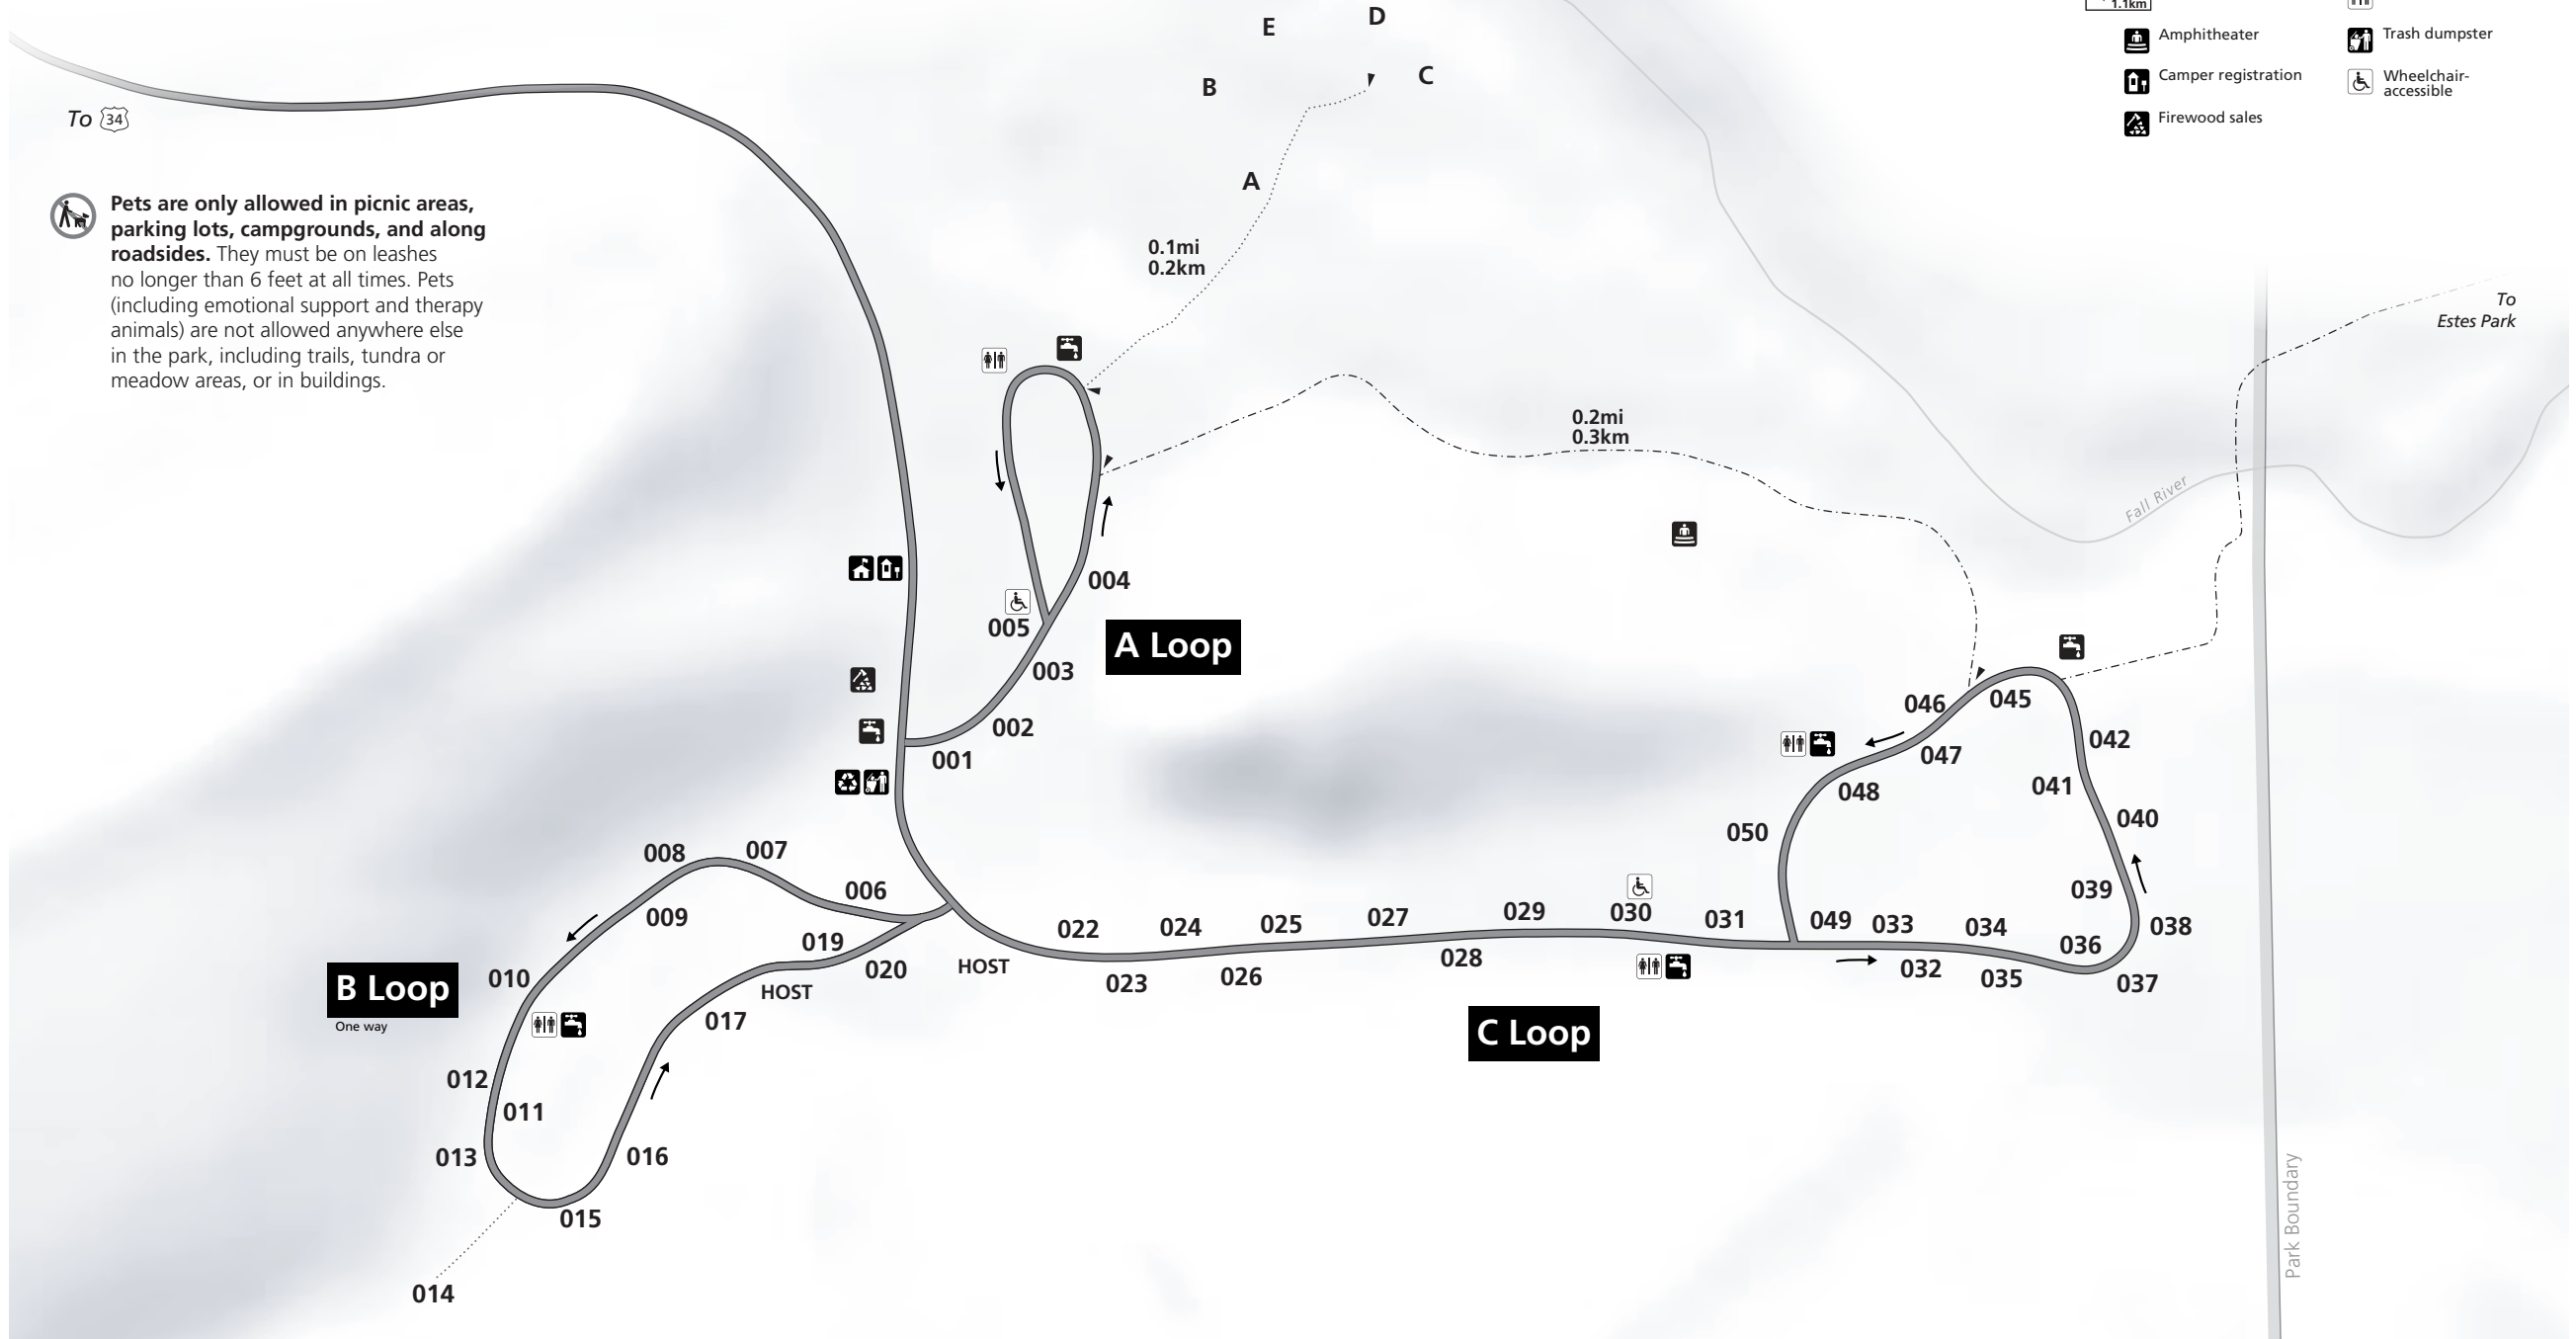 1.1km
Amphitheater
Trash dumpster
Camper registration
Wheelchair-
accessible
Firewood sales
E
D
B
C
A
To 34
Pets are only allowed in picnic areas,
parking lots, campgrounds, and along
roadsides. They must be on leashes
no longer than 6 feet at all times. Pets
(including emotional support and therapy
animals) are not allowed anywhere else
in the park, including trails, tundra or
meadow areas, or in buildings.
0.1mi
0.2km
To
Estes Park
0.2mi
0.3km
Fall River
004
005
A Loop
003
002
001
046
045
047
042
041
048
040
050
039
038
008
007
006
009
019
020
HOST
022
024
025
027
029
030
031
049
033
034
036
023
026
028
032
035
037
010
B Loop
One way
HOST
017
C Loop
012
011
013
016
015
014
Park Boundary